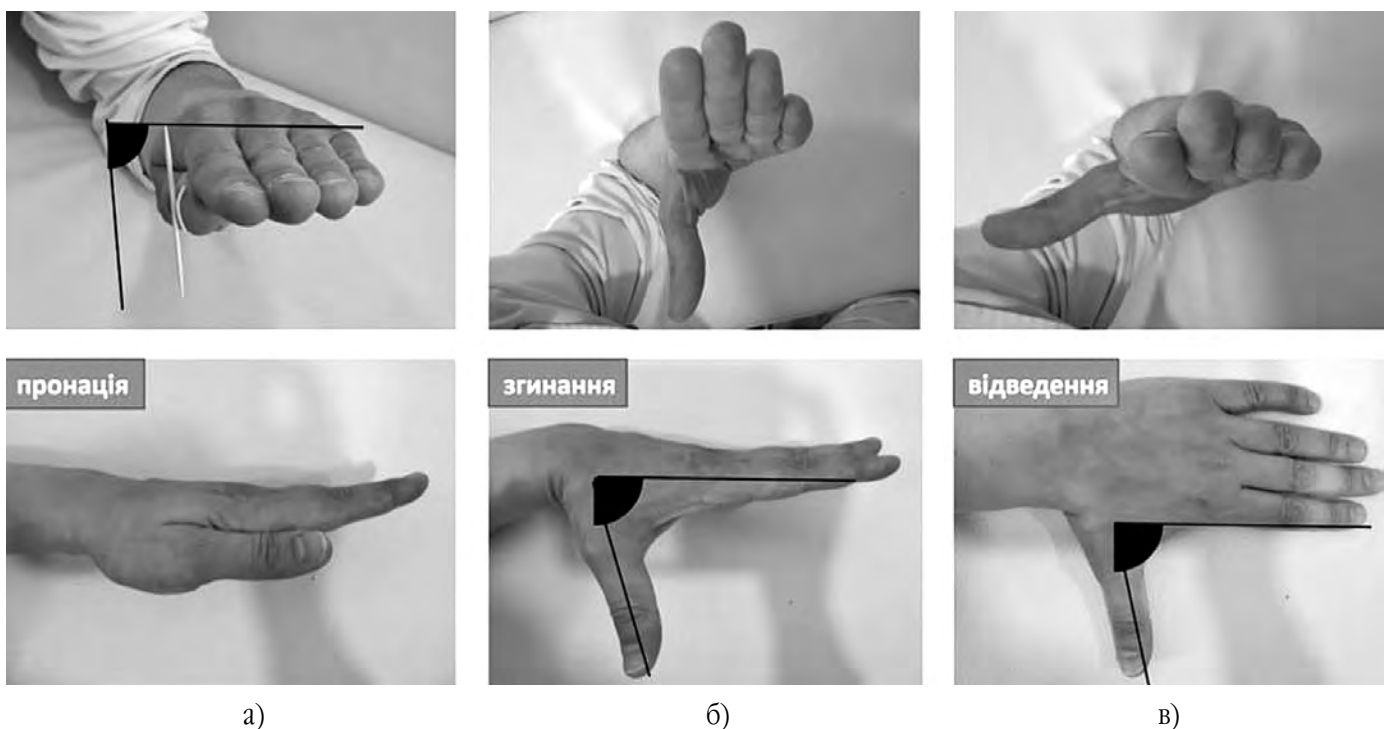 пронація
згинання
відведення
а)
б)
в)